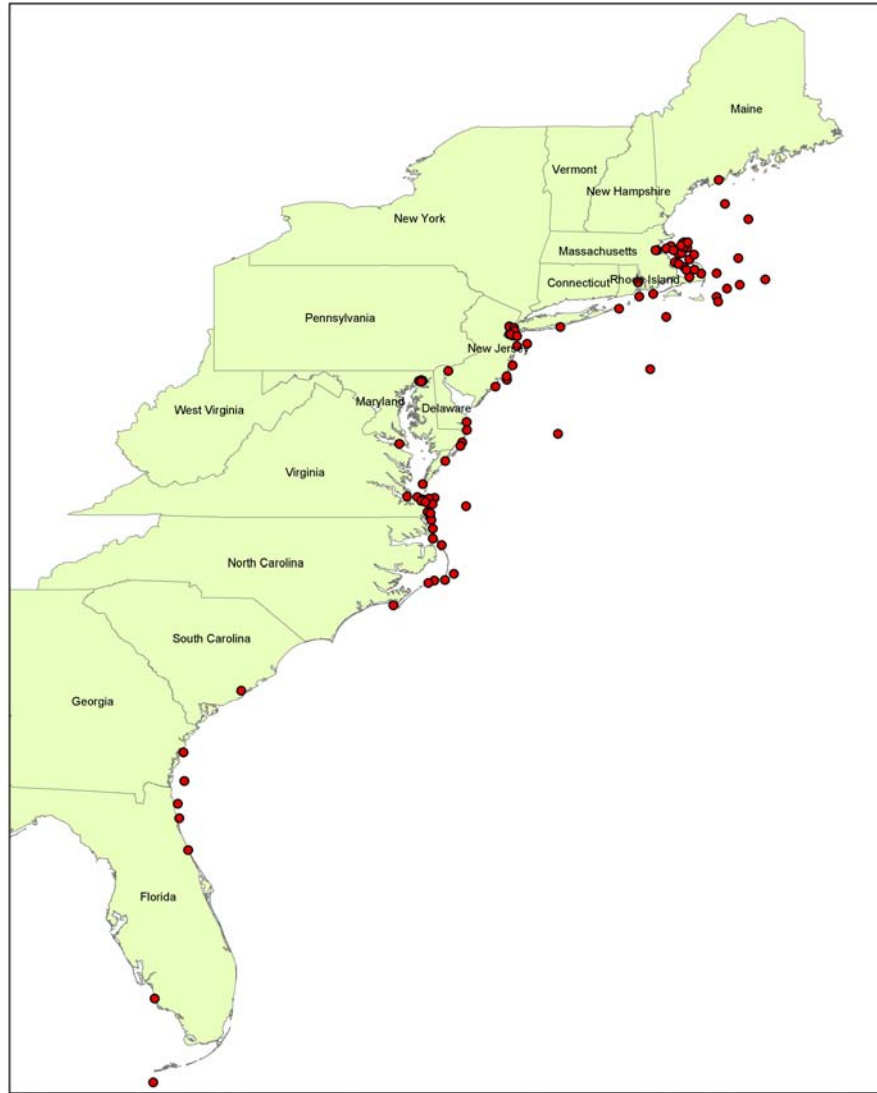 Maine
Vermont
New Hampshire
New York
Massachusetts
Connecticut
Rhode Island
Pennsylvania
New Jersey
Maryland
Delaware
West Virginia
Virginia
North Carolina
South Carolina
Georgia
Florida